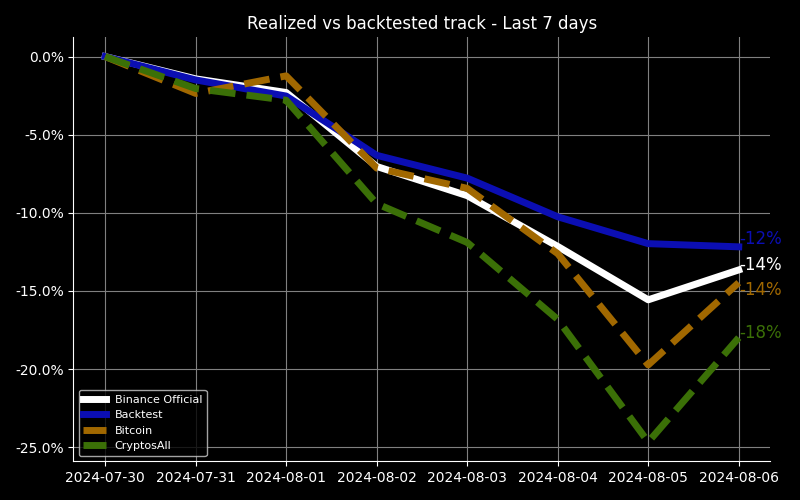 Realized vs backtested track - Last 7 days
0.0%
-5.0%
-10.0%
-15.0%
-20.0%
-25.0%
-12%
-14%
-14%
-18%
Binance Official
Backtest
Bitcoin
CryptosAll
2024-07-30 2024-07-31 2024-08-01 2024-08-02 2024-08-03 2024-08-04 2024-08-05 2024-08-06